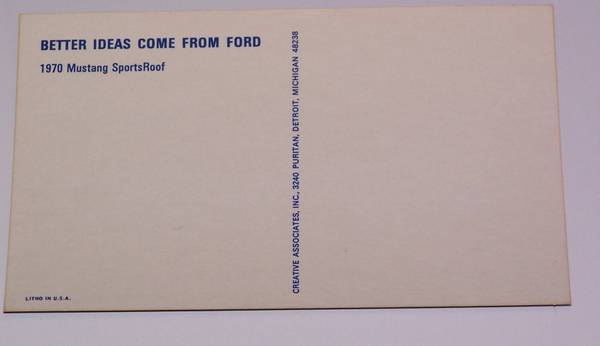 BETTER IDEAS COME FROM FORD
1970 Mustang SportsRoof
CREATIVE ASSOCIATES, INC., 3240 PURITAN, DETROIT, MICHIGAN 48238
LITHO IN U.S.A.